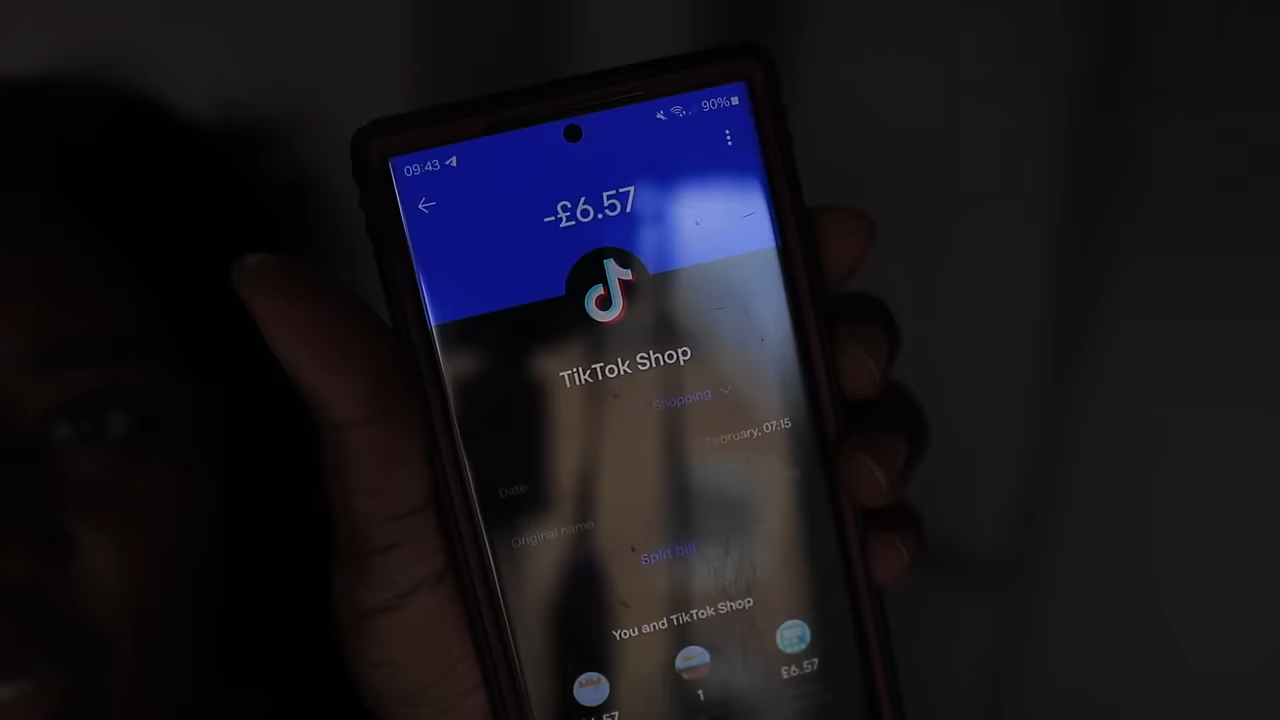 09:43 90%
-£6.57
TikTok Shop
Shopping
February, 07:15
Date
Original name
Split bill
You and TikTok Shop
1 £6.57